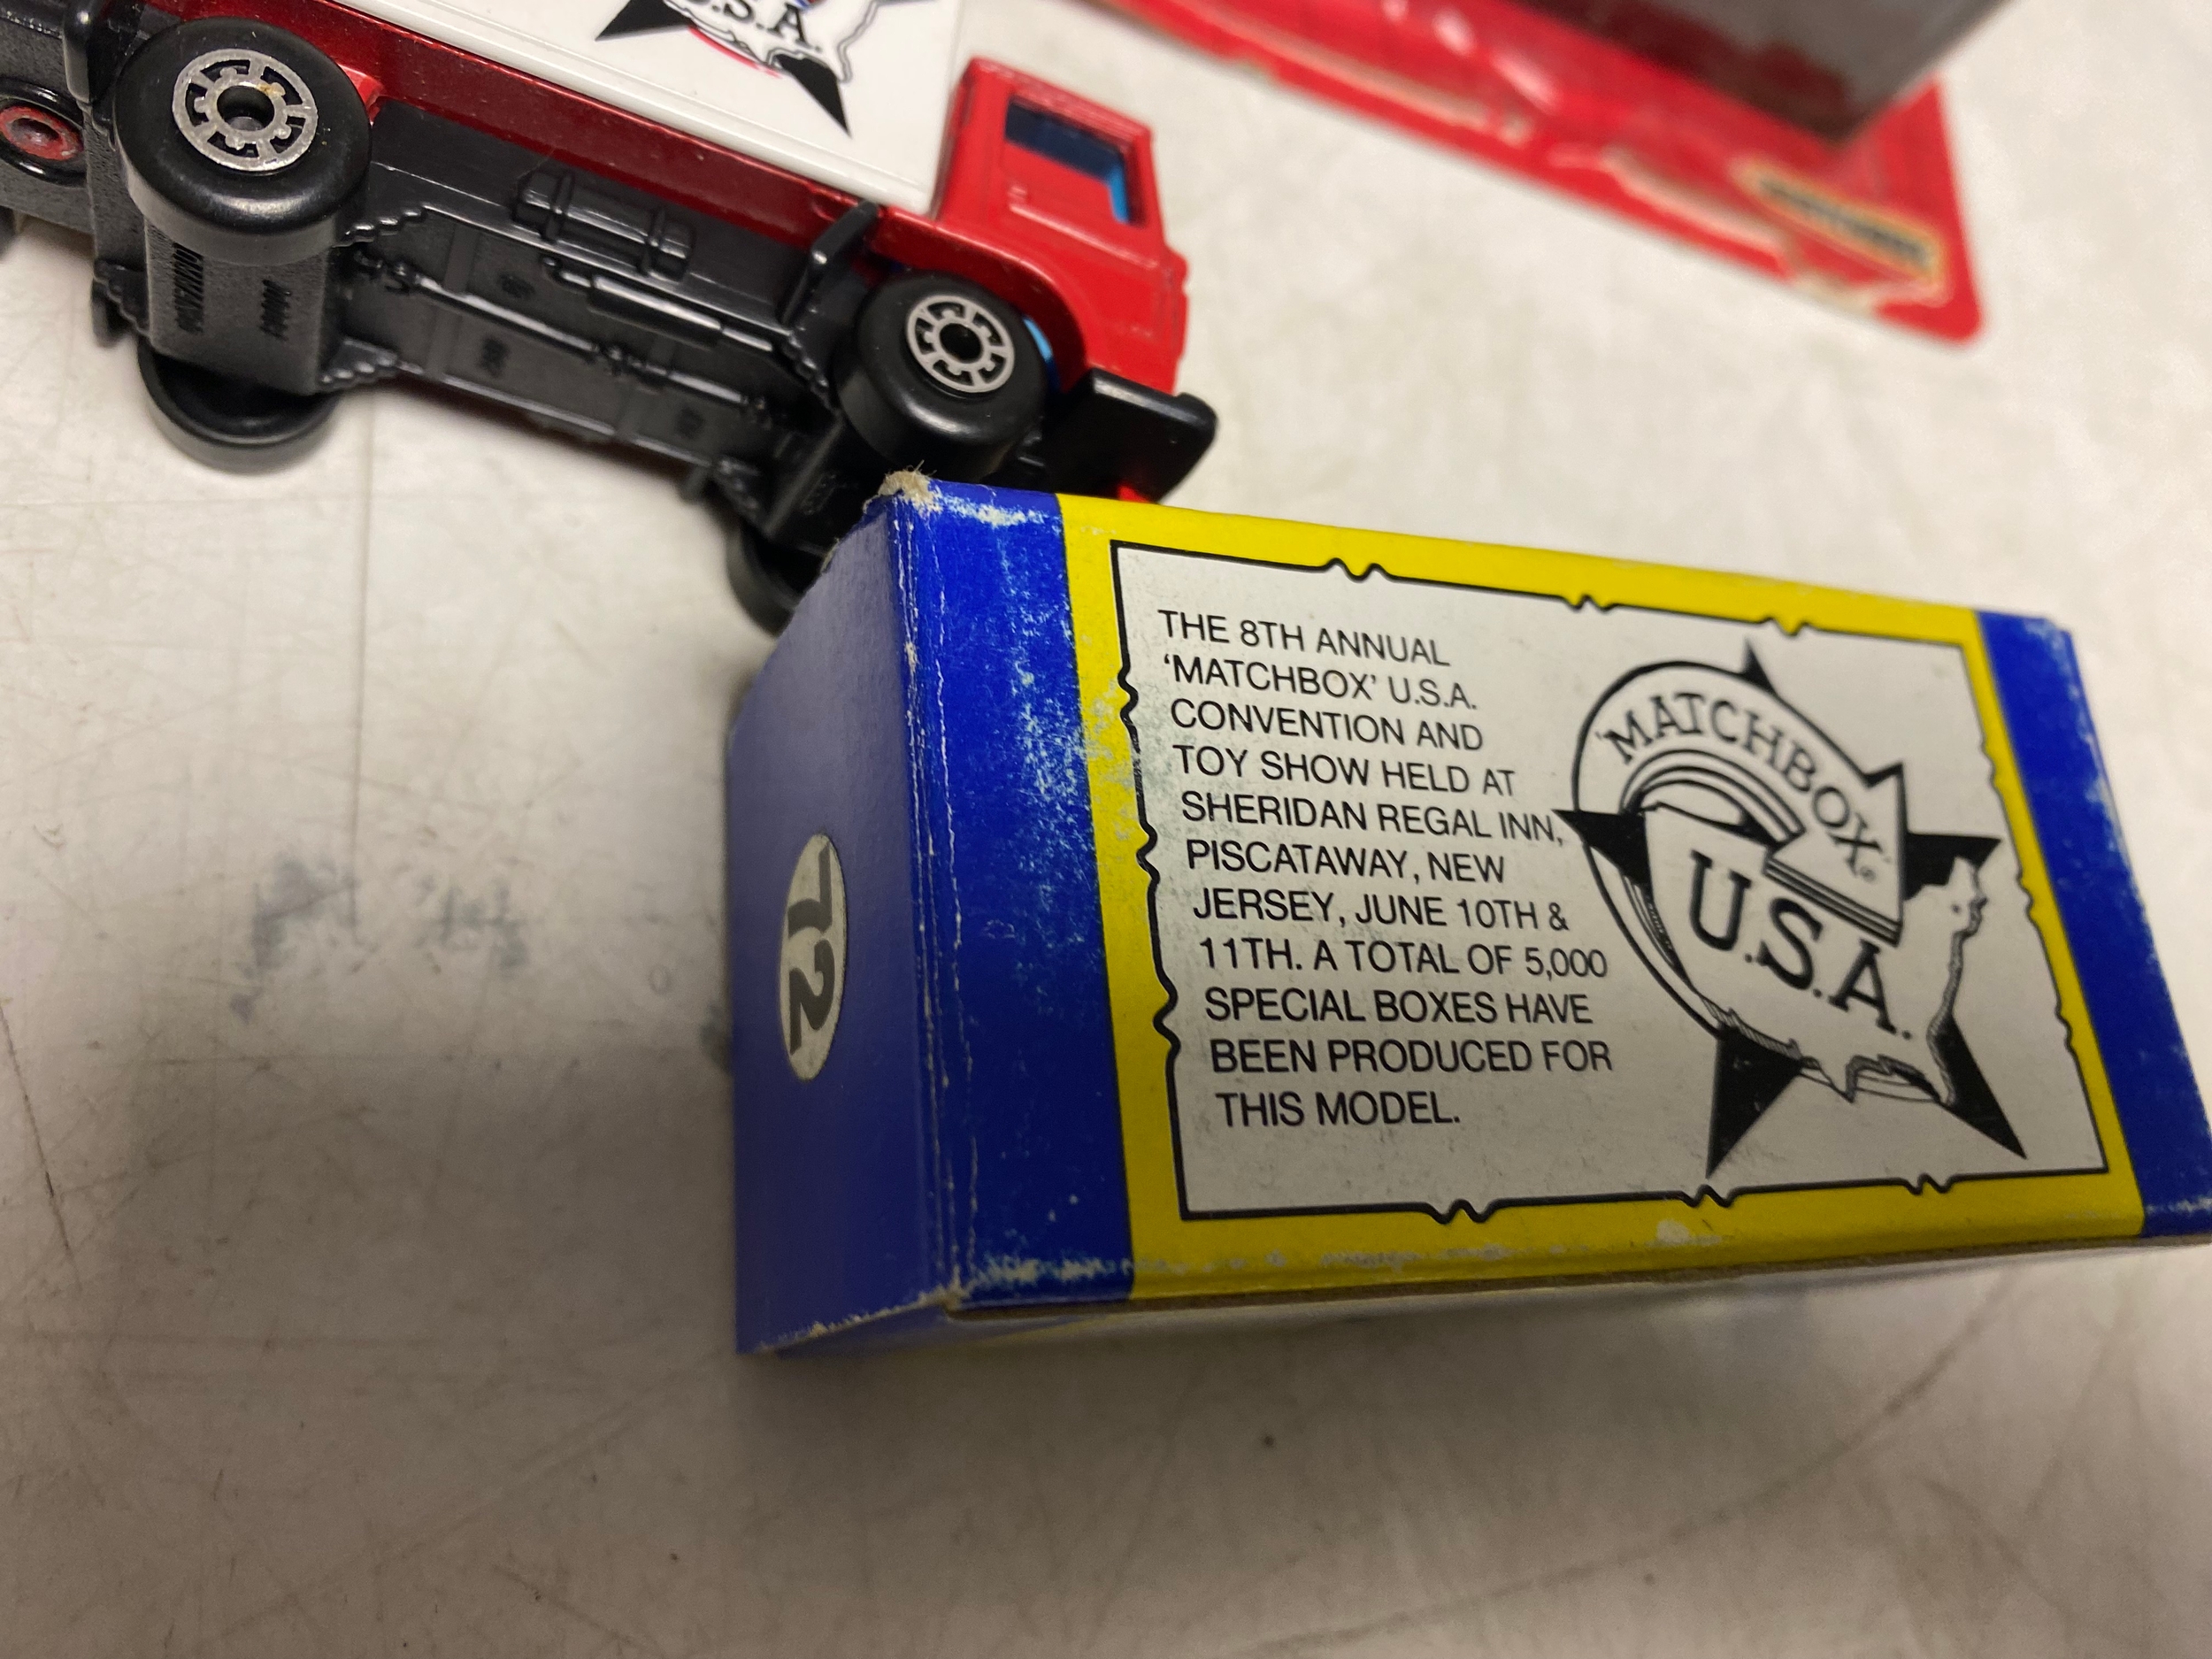 U.S.A.
THE 8TH ANNUAL
'MATCHBOX' U.S.A.
CONVENTION AND
TOY SHOW HELD AT
SHERIDAN REGAL INN,
PISCATAWAY, NEW
JERSEY, JUNE 10TH &
11TH. A TOTAL OF 5,000
SPECIAL BOXES HAVE
BEEN PRODUCED FOR
THIS MODEL.
'MATCHBOX'®
U.S.A.
72